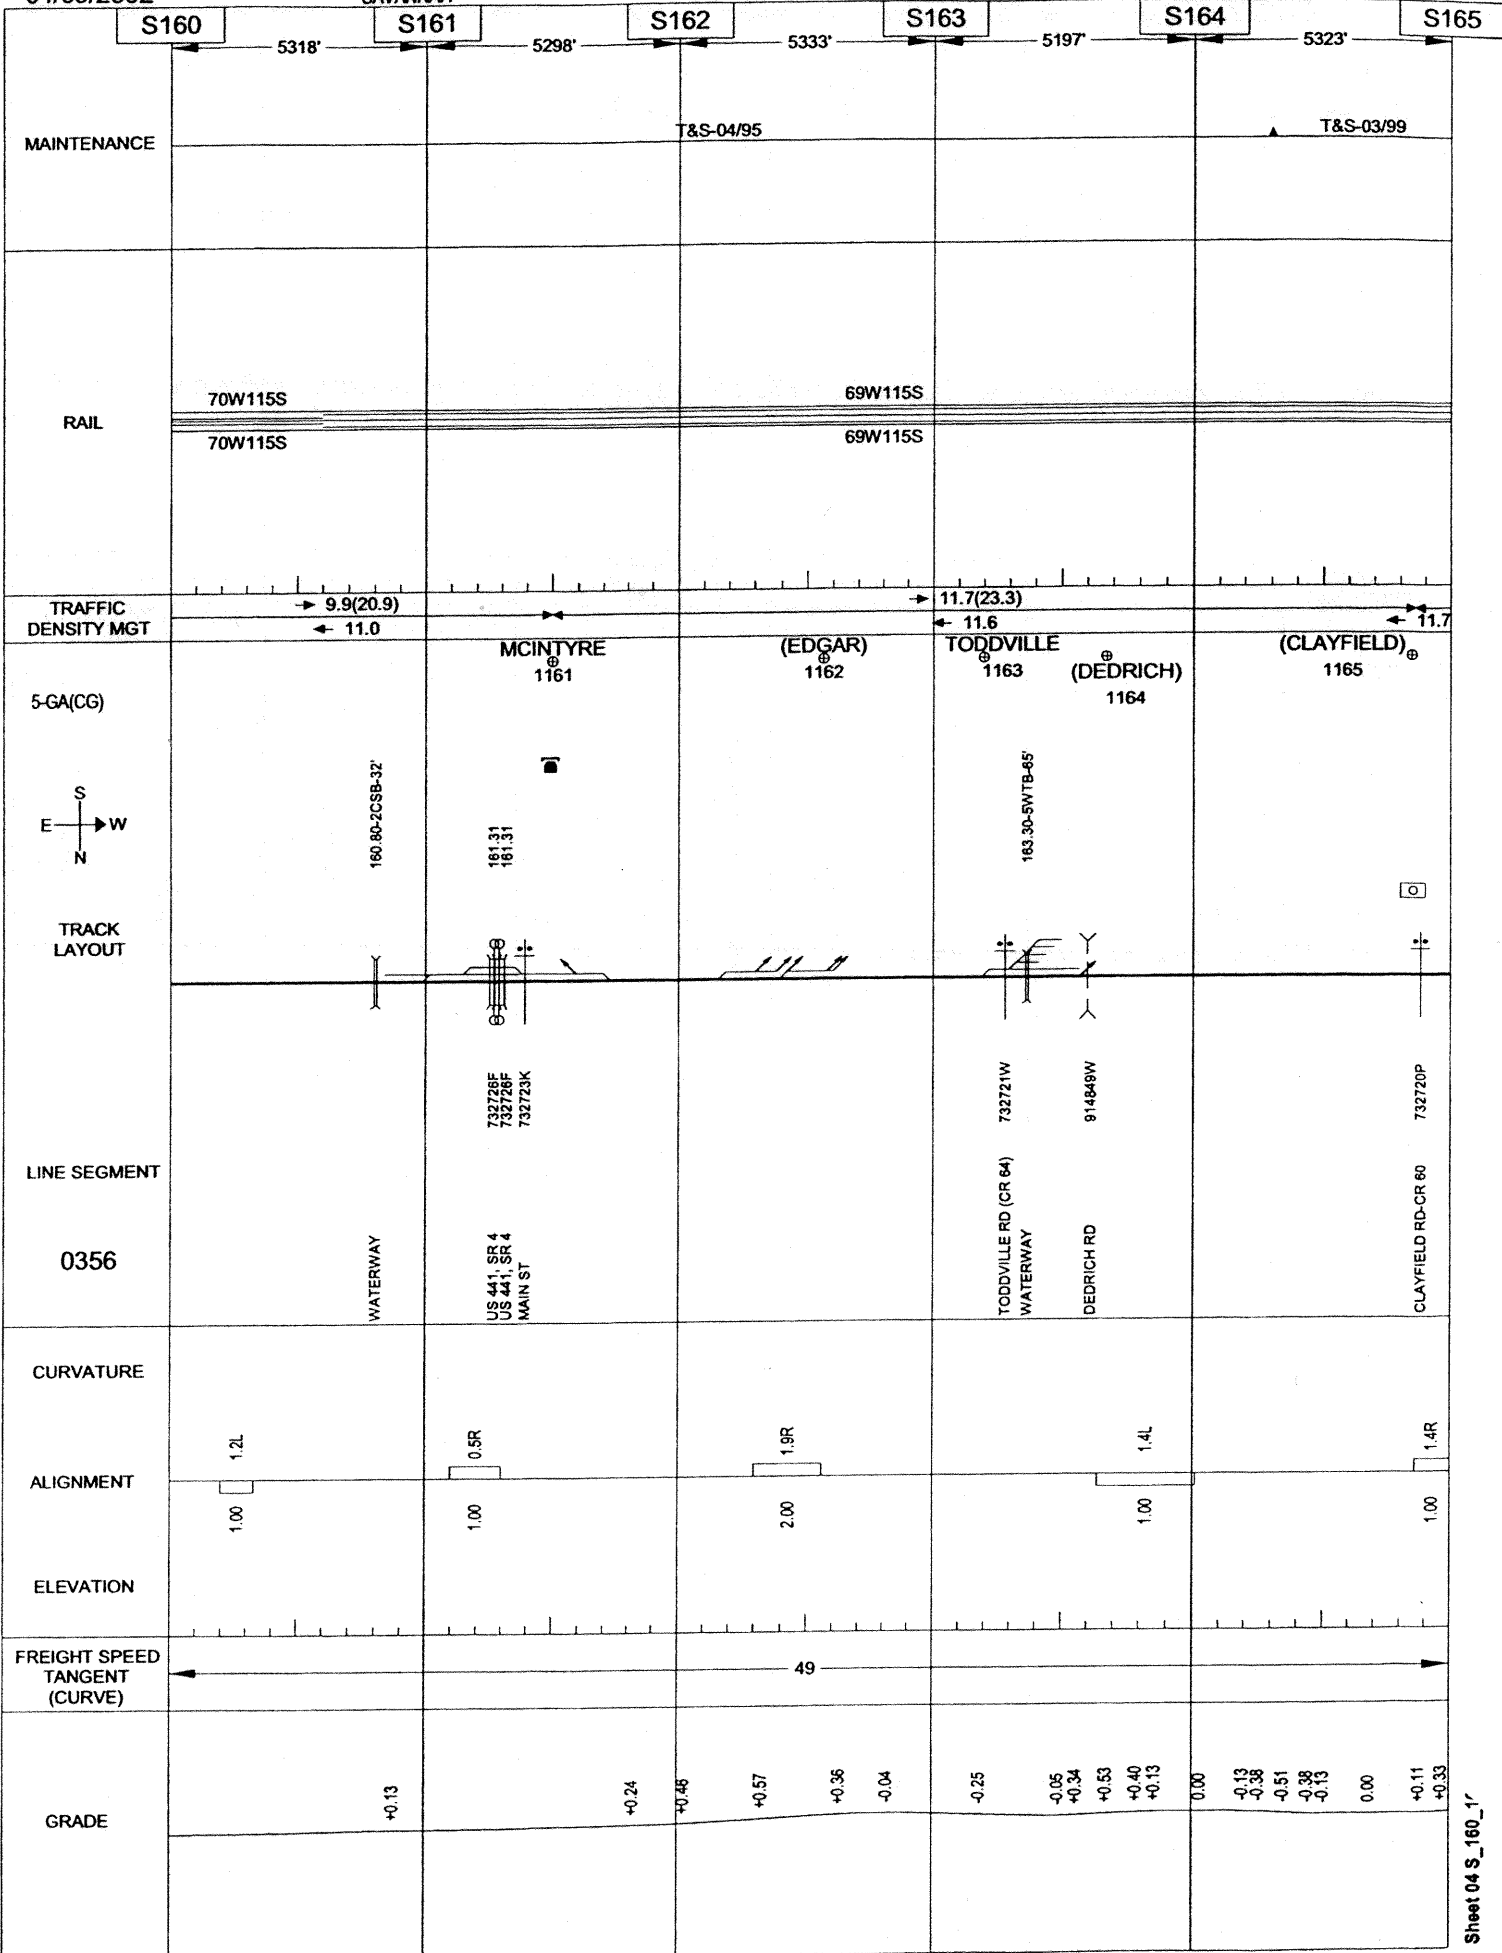 S160 S161 S162 S163 S164 S165
5318' 5298' 5333' 5197' 5323'
MAINTENANCE
T&S-04/95
T&S-03/99
RAIL
70W115S
69W115S
70W115S
69W115S
TRAFFIC
DENSITY MGT
9.9(20.9)
11.0
11.7(23.3)
11.6
11.7
5-GA(CG)
MCINTYRE
1161
(EDGAR)
1162
TODDVILLE
1163
(DEDRICH)
1164
(CLAYFIELD)
1165
S
E W
N
160.80-2CSB-32'
161.31
161.31
163.30-5WTB-65'
TRACK
LAYOUT
732726F
732726F
732723K
732721W
914849W
732720P
LINE SEGMENT
0356
WATERWAY
US 441, SR 4
US 441, SR 4
MAIN ST
TODDVILLE RD (CR 64)
WATERWAY
DEDRICH RD
CLAYFIELD RD-CR 60
CURVATURE
1.2L 0.5R 1.9R 1.4L 1.4R
ALIGNMENT
1.00 1.00 2.00 1.00 1.00
ELEVATION
FREIGHT SPEED
TANGENT
(CURVE)
49
GRADE
+0.13 +0.24 +0.46 +0.57 +0.36 -0.04 -0.25 -0.05 +0.34 +0.53 +0.40 +0.13 0.00 -0.13 -0.38 -0.51 -0.38 -0.13 0.00 +0.11 +0.33
Sheet 04 S_160_